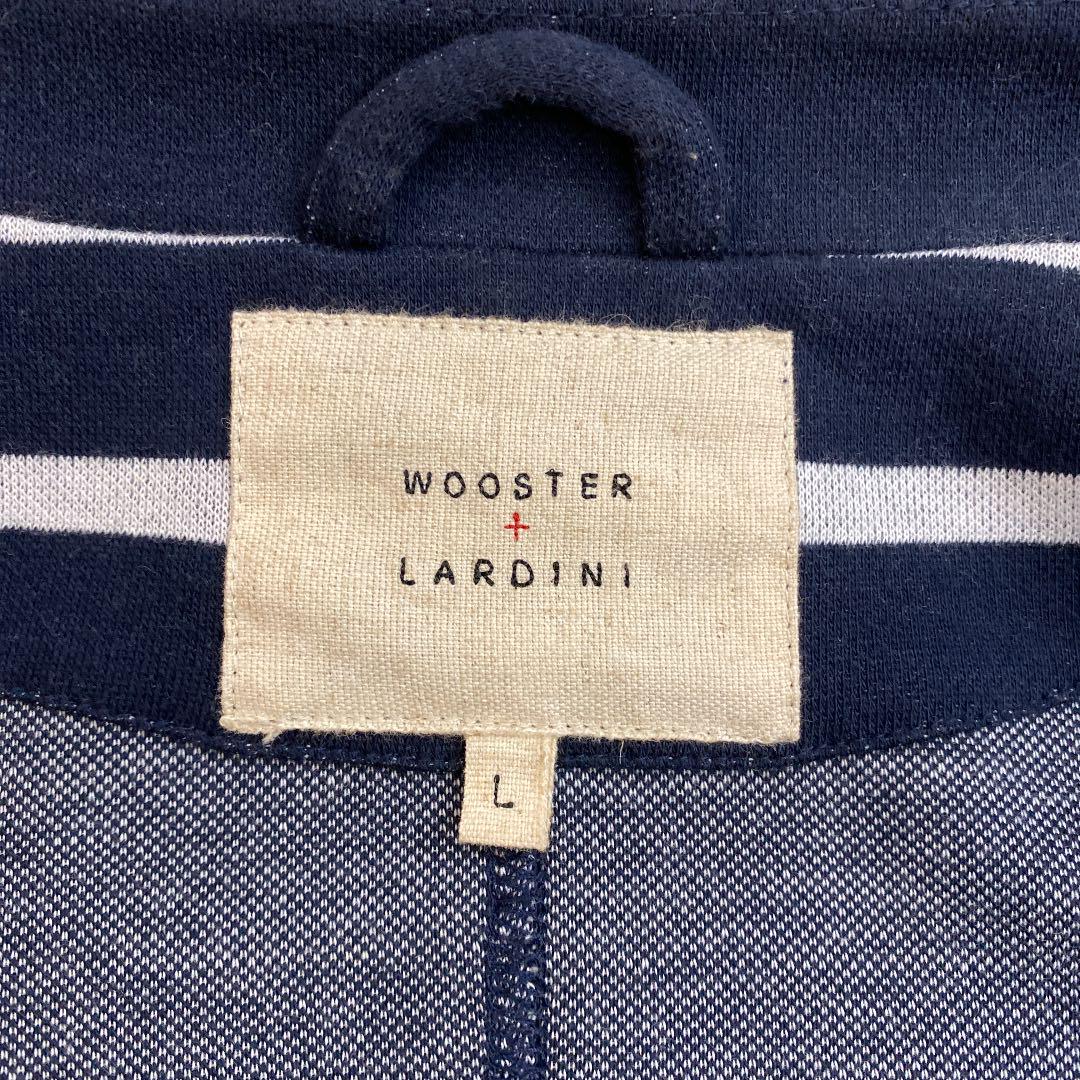 WOOSTER
+
LARDINI
L